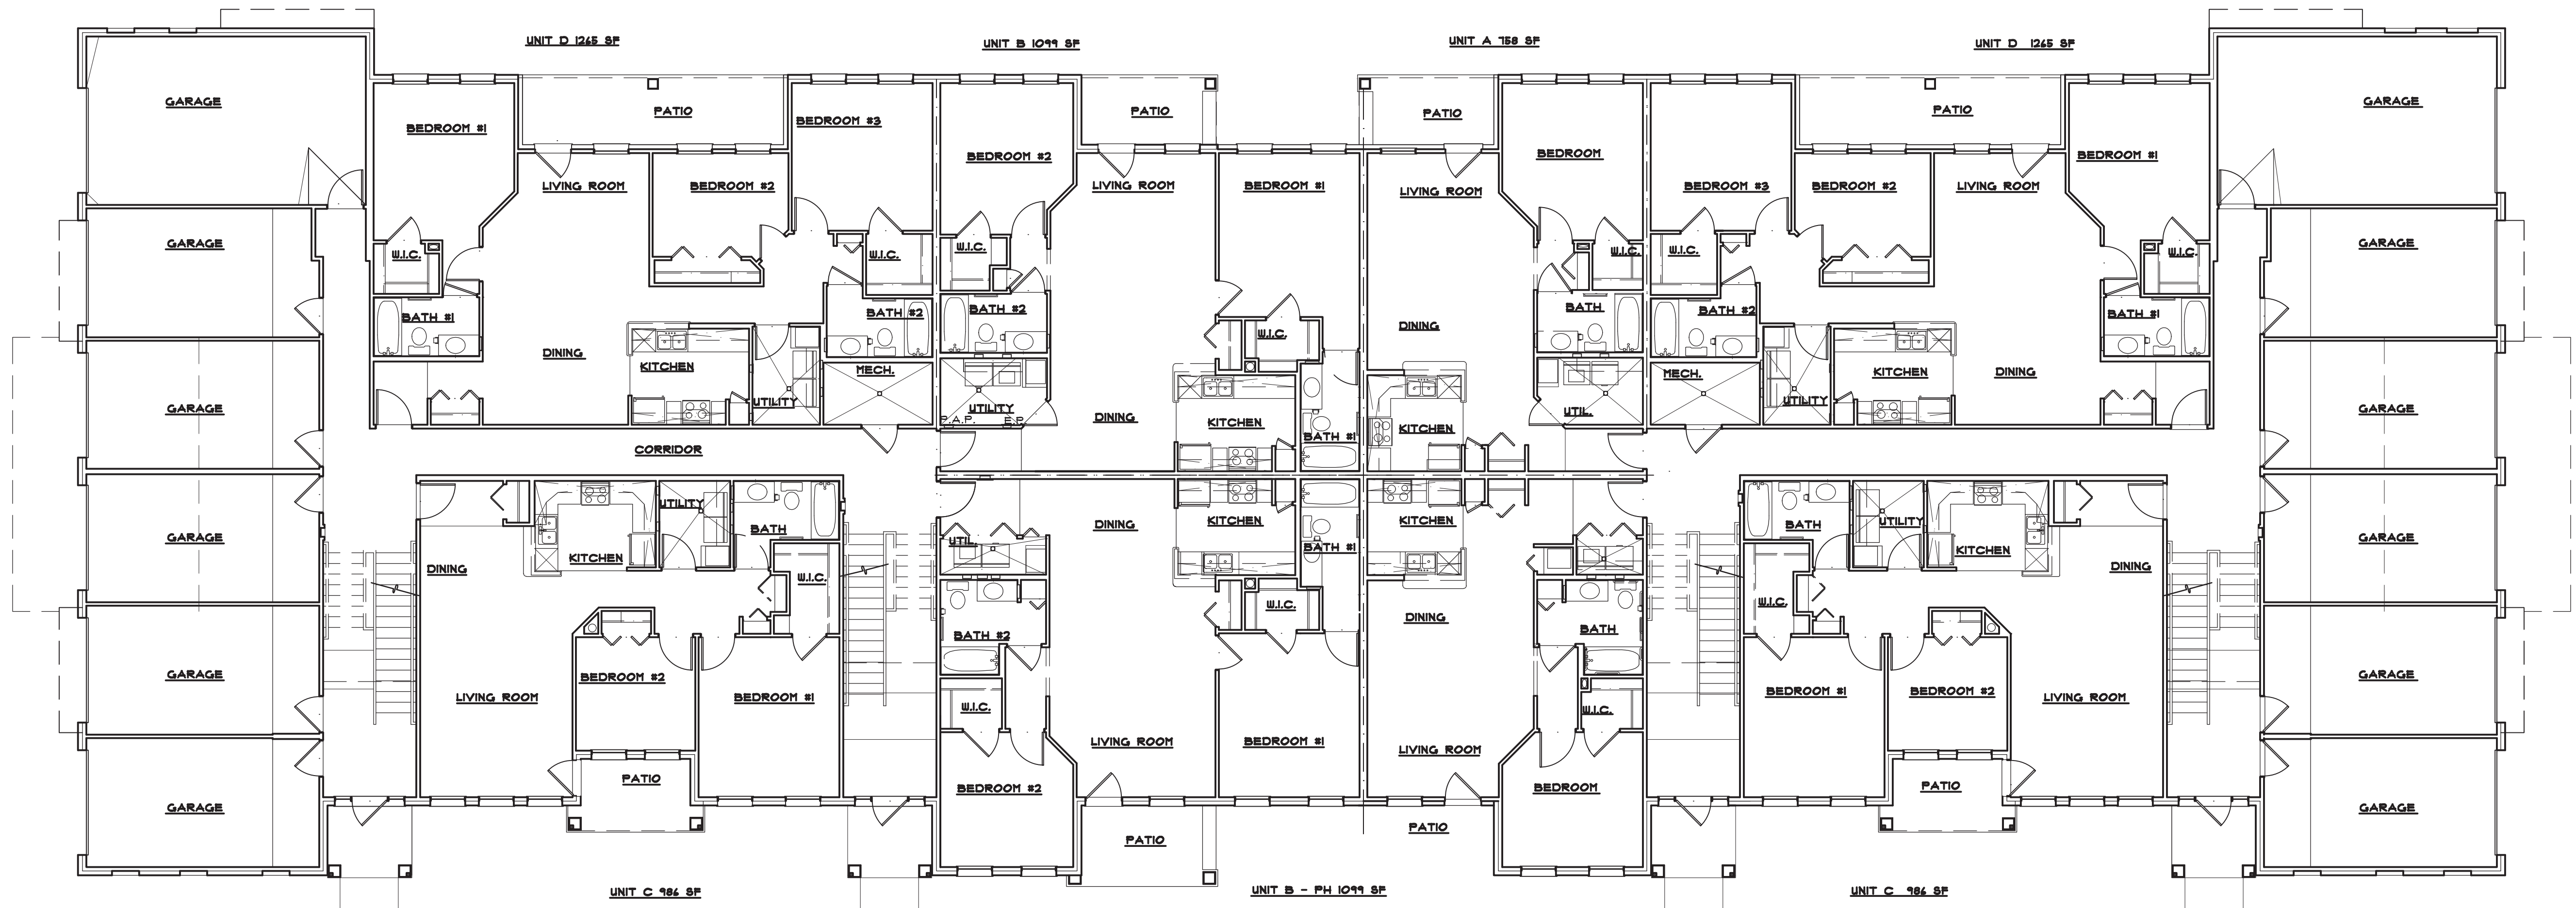 UNIT D 1265 SF
UNIT B 1099 SF
UNIT A 758 SF
UNIT D 1265 SF
GARAGE
BEDROOM #1
PATIO
BEDROOM #3
BEDROOM #2
PATIO
PATIO
BEDROOM
PATIO
BEDROOM #1
GARAGE
LIVING ROOM
BEDROOM #2
LIVING ROOM
BEDROOM #1
LIVING ROOM
BEDROOM #3
BEDROOM #2
LIVING ROOM
GARAGE
W.I.C.
W.I.C.
W.I.C.
W.I.C.
W.I.C.
W.I.C.
GARAGE
BATH #1
BATH #2
BATH #2
W.I.C.
BATH
BATH #2
BATH #1
DINING
KITCHEN
MECH.
DINING
MECH.
KITCHEN
DINING
GARAGE
UTILITY
UTILITY
P.A.P.
E.P.
DINING
KITCHEN
BATH #1
KITCHEN
UTIL.
UTILITY
GARAGE
CORRIDOR
GARAGE
DINING
KITCHEN
UTILITY
BATH
UTIL.
DINING
KITCHEN
BATH #1
KITCHEN
BATH
UTILITY
KITCHEN
DINING
GARAGE
W.I.C.
BATH #2
W.I.C.
DINING
BATH
W.I.C.
GARAGE
LIVING ROOM
BEDROOM #2
BEDROOM #1
W.I.C.
LIVING ROOM
BEDROOM #1
LIVING ROOM
W.I.C.
BEDROOM #1
BEDROOM #2
LIVING ROOM
GARAGE
GARAGE
PATIO
BEDROOM #2
PATIO
BEDROOM
PATIO
PATIO
GARAGE
UNIT C 986 SF
UNIT B - PH 1099 SF
UNIT C 986 SF